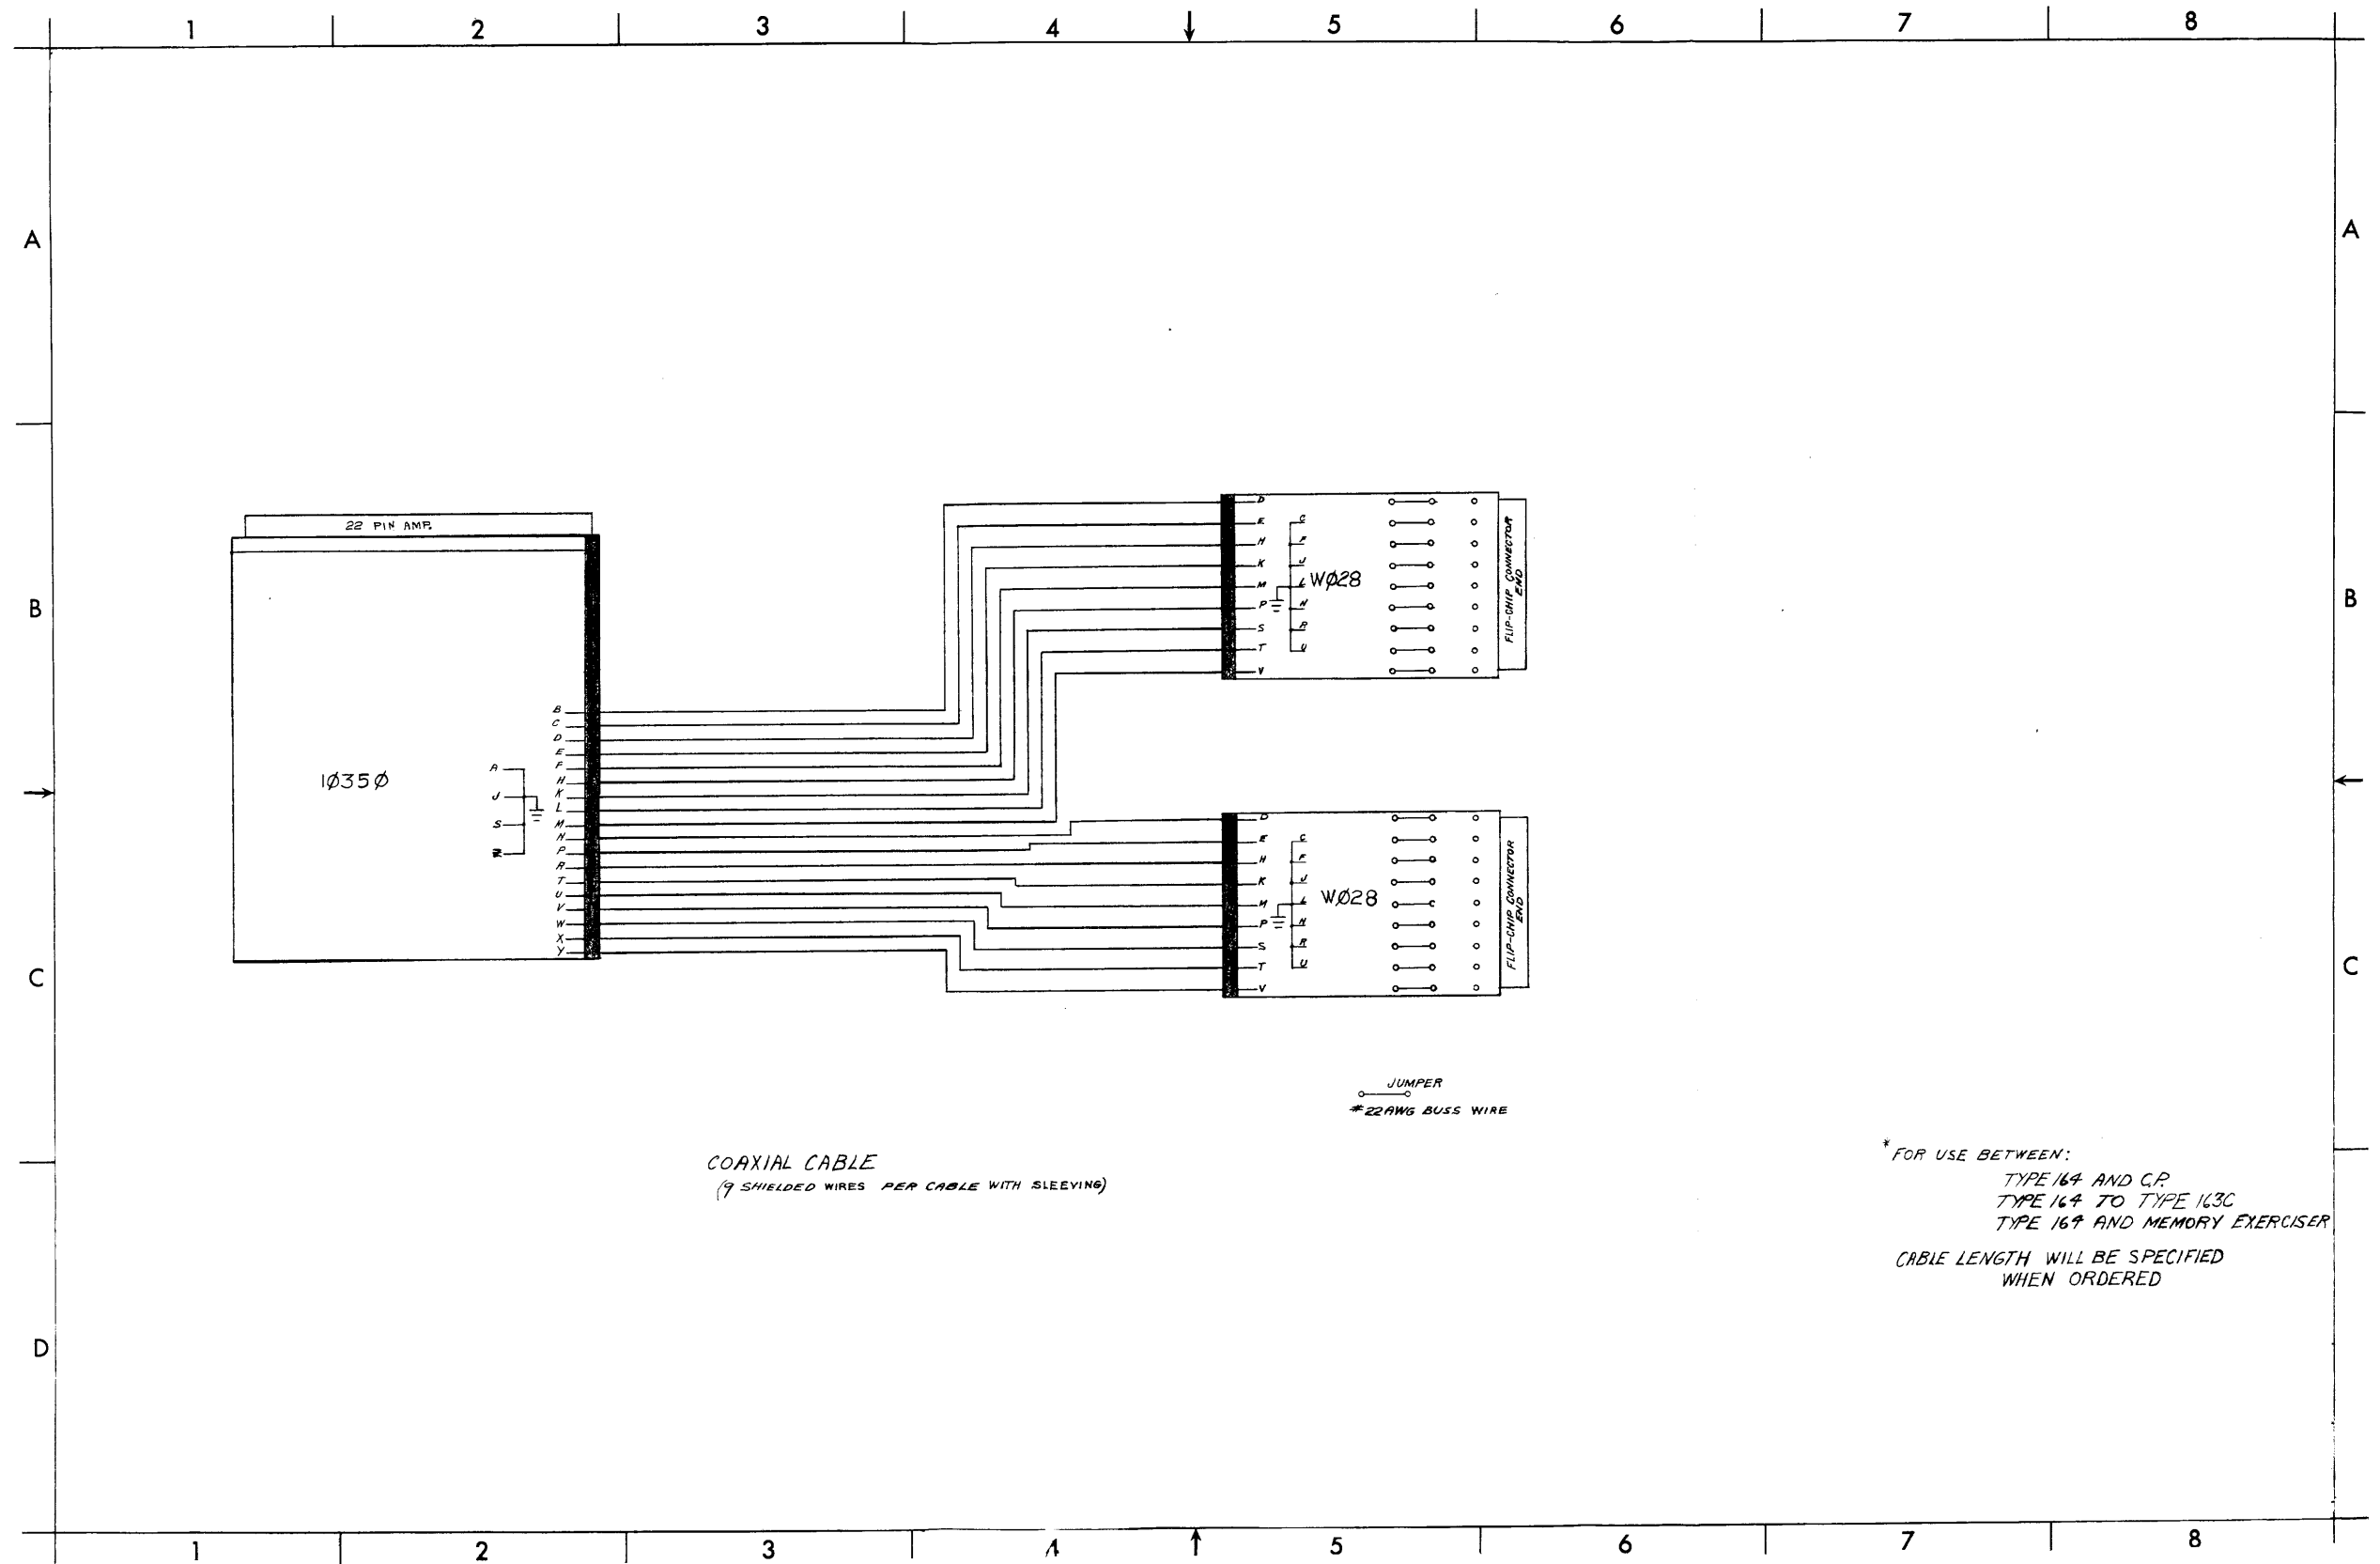 1 2 3 4 5 6 7 8
A A
22 PIN AMP.
B
C
D
E
F
H
K
L
M
N
P
R
T
U
V
W
X
Y
A
J
S
Z
1Ø35Ø
D
E
H
K
M
P
S
T
V
C
F
J
L
N
R
U
WØ28
FLIP-CHIP CONNECTOR
END
B B
D
E
H
K
M
P
S
T
V
C
F
J
L
N
R
U
WØ28
FLIP-CHIP CONNECTOR
END
C C
JUMPER
#22AWG BUSS WIRE
COAXIAL CABLE
(9 SHIELDED WIRES PER CABLE WITH SLEEVING)
*FOR USE BETWEEN:
TYPE 164 AND C.P.
TYPE 164 TO TYPE 163C
TYPE 164 AND MEMORY EXERCISER
CABLE LENGTH WILL BE SPECIFIED
WHEN ORDERED
D
1 2 3 4 5 6 7 8